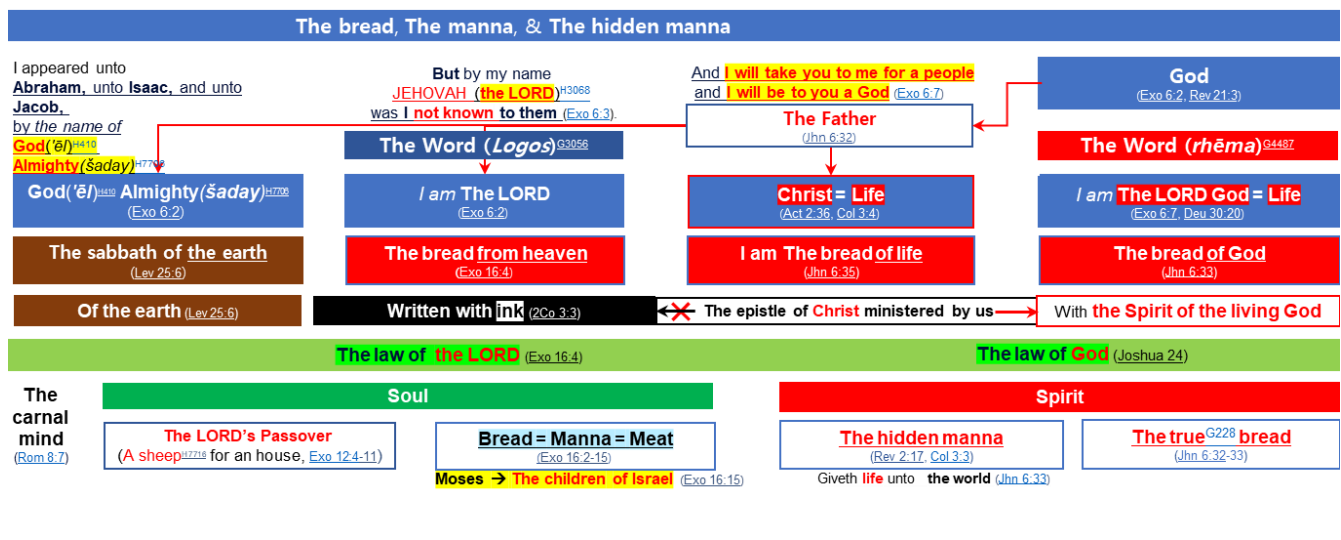 The bread, The manna, & The hidden manna
I appeared unto
Abraham, unto Isaac, and unto
Jacob,
by the name of
God('ēl)H410
Almighty(šaday)H7706
But by my name
JEHOVAH (the LORD)H3068
was I not known to them (Exo 6:3).
And I will take you to me for a people
and I will be to you a God (Exo 6:7)
The Father
(Jhn 6:32)
God
(Exo 6:2, Rev 21:3)
The Word (Logos)G3056
The Word (rhēma)G4487
God('ēl)H410 Almighty(šaday)H7706
(Exo 6:2)
I am The LORD
(Exo 6:2)
Christ = Life
(Act 2:36, Col 3:4)
I am The LORD God = Life
(Exo 6:7, Deu 30:20)
The sabbath of the earth
(Lev 25:6)
The bread from heaven
(Exo 16:4)
I am The bread of life
(Jhn 6:35)
The bread of God
(Jhn 6:33)
Of the earth (Lev 25:6)
Written with ink (2Co 3:3)
The epistle of Christ ministered by us
With the Spirit of the living God
The law of the LORD (Exo 16:4)
The law of God (Joshua 24)
The
carnal
mind
(Rom 8:7)
Soul
Spirit
The LORD's Passover
(A sheepH7716 for an house, Exo 12:4-11)
Bread = Manna = Meat
(Exo 16:2-15)
Moses → The children of Israel (Exo 16:15)
The hidden manna
(Rev 2:17, Col 3:3)
Giveth life unto the world (Jhn 6:33)
The trueG228 bread
(Jhn 6:32-33)